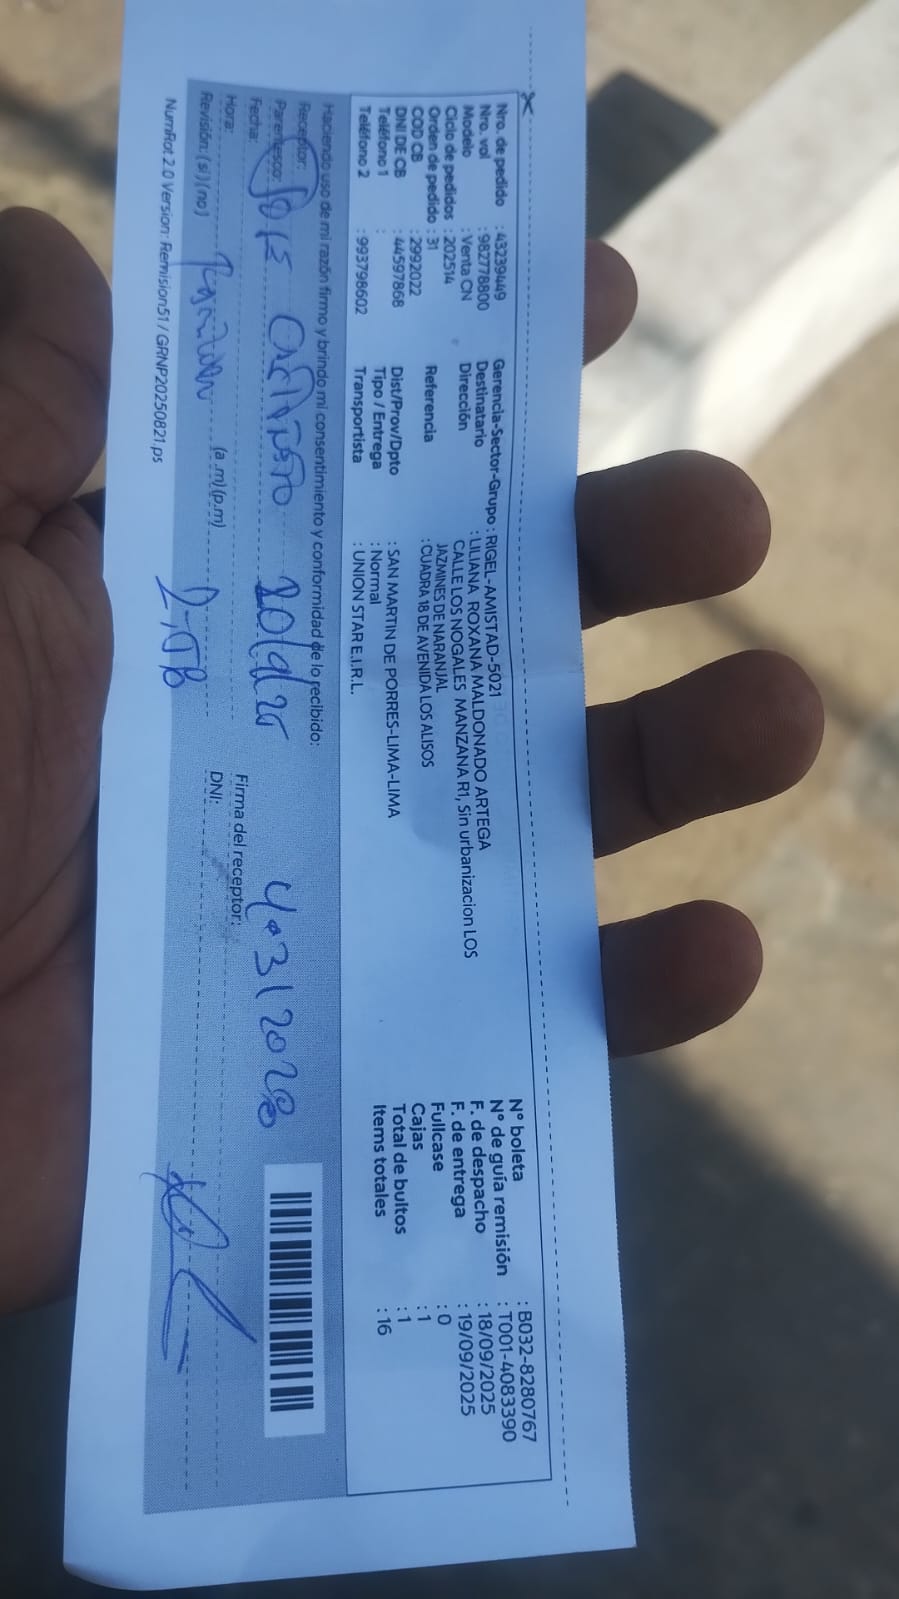 Nro. de pedido : 43239449
Nro. vol : 982778800
Modelo : Venta CN
Ciclo de pedidos : 202514
Orden de pedido : 31
COD CB : 2992022
DNI DE CB : 44597868
Teléfono 1 :
Teléfono 2 : 993798602
Gerencia-Sector-Grupo : RIGEL-AMISTAD-5021
Destinatario : LILIANA ROXANA MALDONADO ARTEGA
Dirección CALLE LOS NOGALES MANZANA R1, Sin urbanizacion LOS
JAZMINES DE NARANJAL
Referencia : CUADRA 18 DE AVENIDA LOS ALISOS
Dist/Prov/Dpto : SAN MARTIN DE PORRES-LIMA-LIMA
Tipo / Entrega : Normal
Transportista : UNION STAR E.I.R.L.
N° boleta : B032-8280767
N° de guía remisión : T001-4083390
F. de despacho : 18/09/2025
F. de entrega : 19/09/2025
Fullcase : 0
Cajas : 1
Total de bultos : 1
Items totales : 16
Haciendo uso de mi razón firmo y brindo mi consentimiento y conformidad de lo recibido:
Receptor:
Parentesco:
Fecha:
Hora: (a.m) (p.m)
Revisión: (si) (no)
Firma del receptor:
DNI:
NumRot 2.0 Version: Remision51 / GRNP20250821.ps